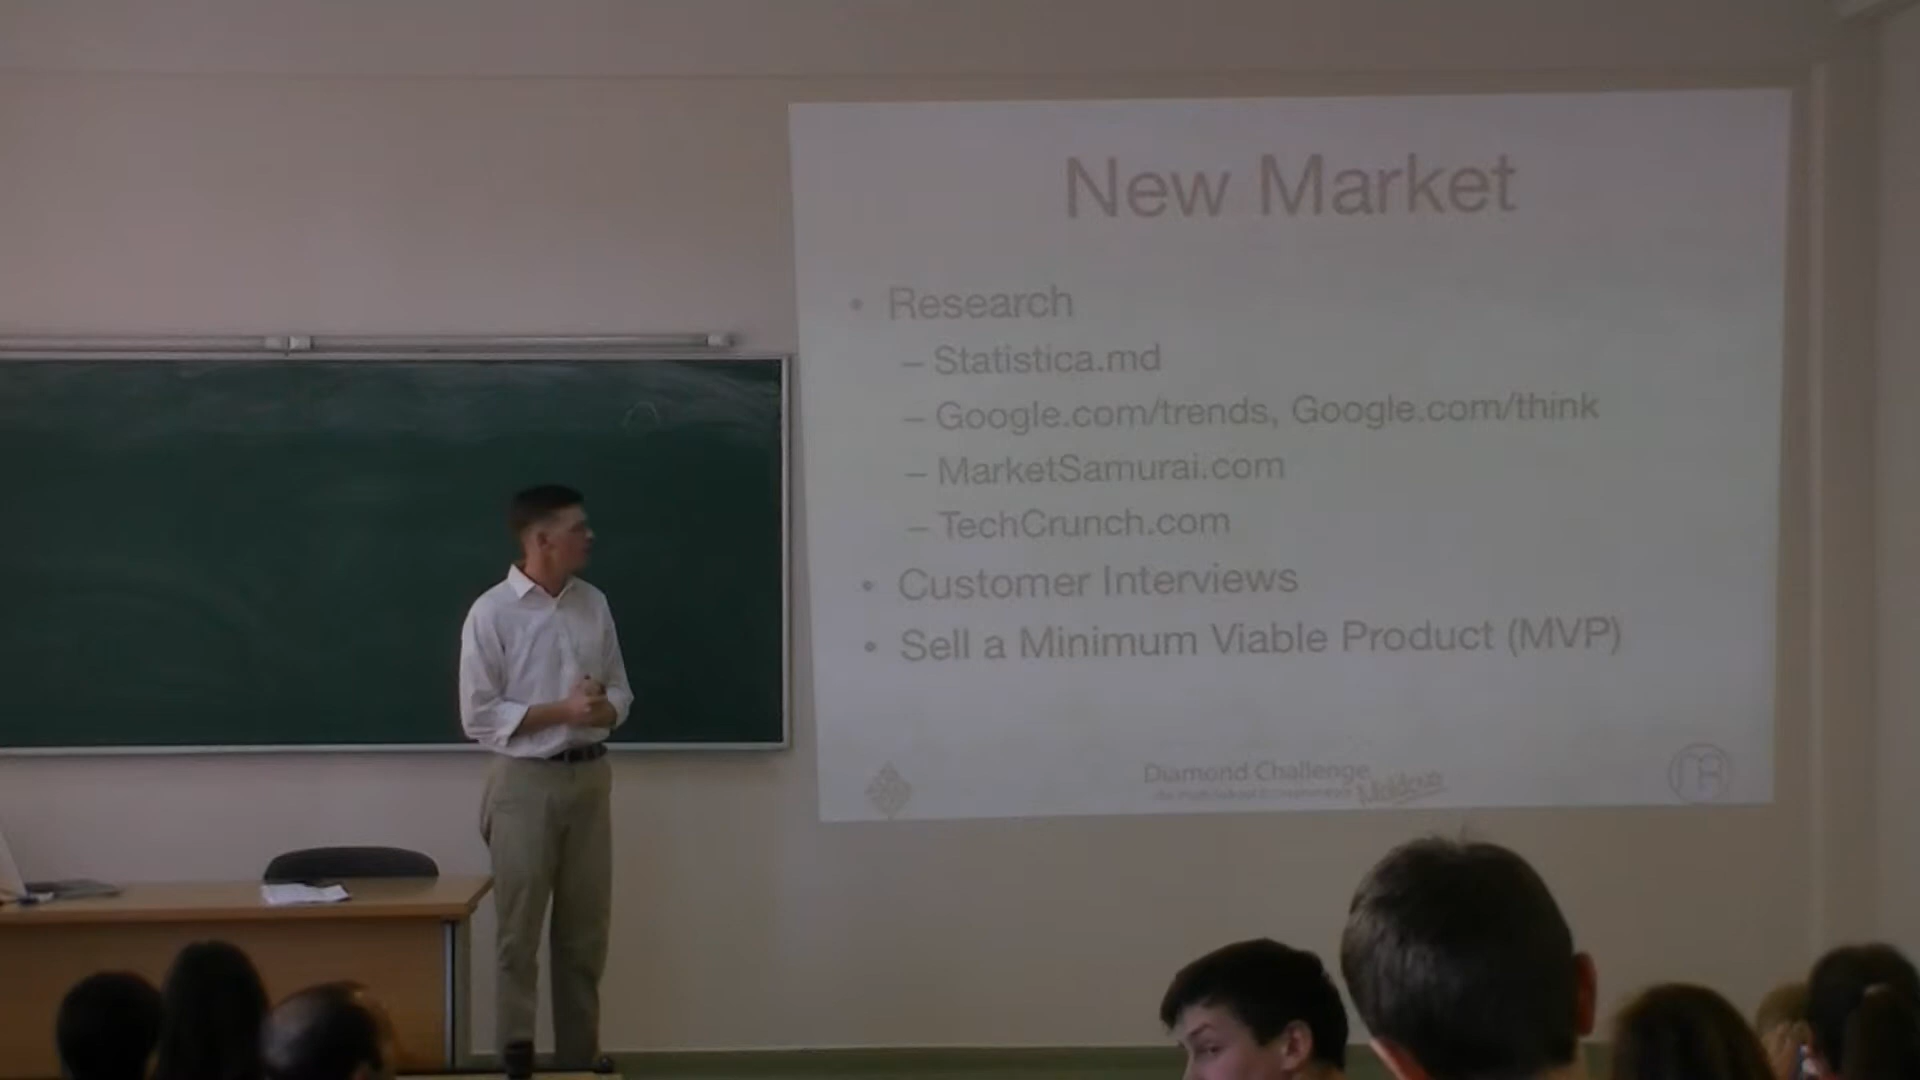 New Market
• Research
– Statistica.md
– Google.com/trends, Google.com/think
– MarketSamurai.com
– TechCrunch.com
• Customer Interviews
• Sell a Minimum Viable Product (MVP)
Diamond Challenge
Moldova